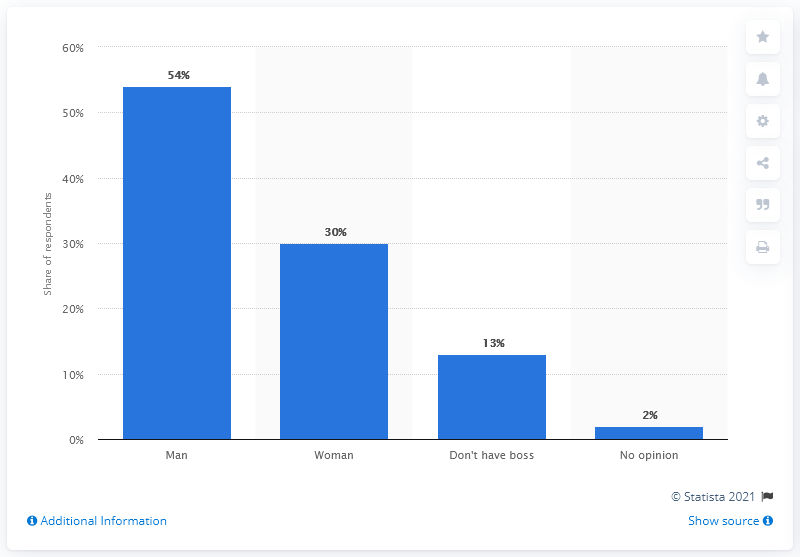 60%
50%
40%
30%
20%
10%
0%
Share of respondents
54%
30%
13%
2%
Man
Woman
Don't have boss
No opinion
© Statista 2021
Additional Information
Show source